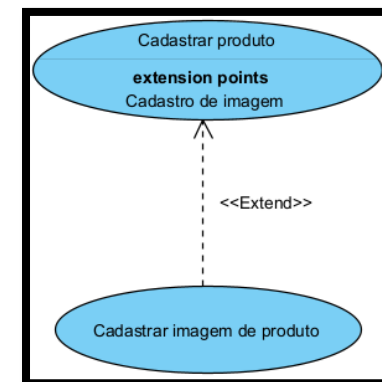 Cadastrar produto
extension points
Cadastro de imagem
<<Extend>>
Cadastrar imagem de produto